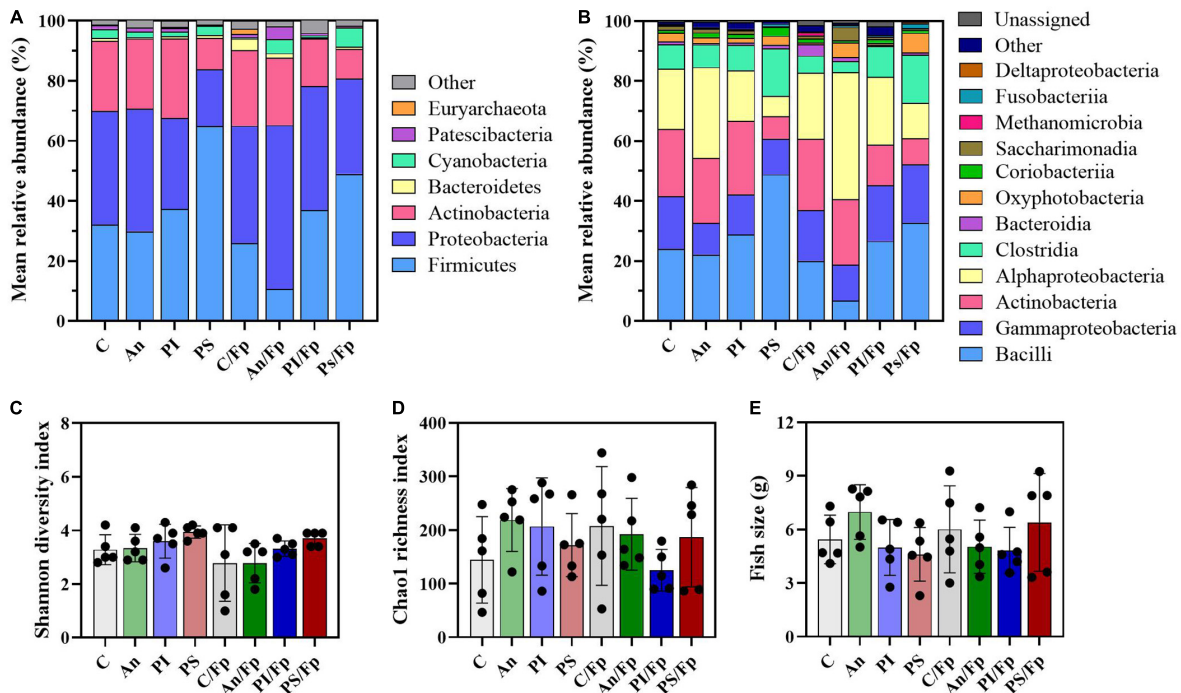 A
Mean relative abundance (%)
100
80
60
40
20
0
C
An
PI
PS
C/Fp
An/Fp
PI/Fp
Ps/Fp
Other
Euryarchaeota
Patescibacteria
Cyanobacteria
Bacteroidetes
Actinobacteria
Proteobacteria
Firmicutes
B
Mean relative abundance (%)
100
80
60
40
20
0
C
An
PI
PS
C/Fp
An/Fp
PI/Fp
Ps/Fp
Unassigned
Other
Deltaproteobacteria
Fusobacteriia
Methanomicrobia
Saccharimonadia
Coriobacteriia
Oxyphotobacteria
Bacteroidia
Clostridia
Alphaproteobacteria
Actinobacteria
Gammaproteobacteria
Bacilli
C
Shannon diversity index
8
6
4
2
0
C
An
PI
PS
C/Fp
An/Fp
PI/Fp
PS/Fp
D
Chao1 richness index
400
300
200
100
0
C
An
PI
PS
C/Fp
An/Fp
PI/Fp
PS/Fp
E
Fish size (g)
12
9
6
3
0
C
An
PI
PS
C/Fp
An/Fp
PI/Fp
PS/Fp